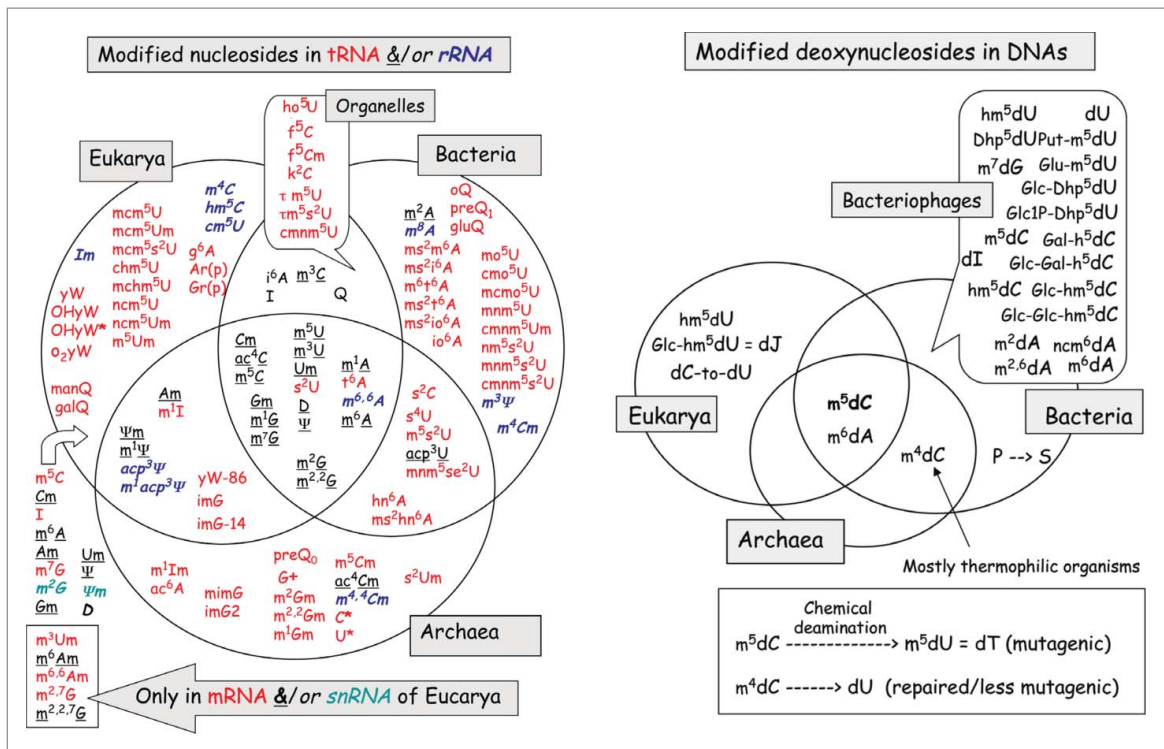 Modified nucleosides in tRNA &/or rRNA
Organelles
ho⁵U
f⁵C
f⁵Cm
k²C
τ m⁵U
τm⁵s²U
cmnm⁵U
Eukarya
Bacteria
m⁴C
hm⁵C
cm⁵U
mcm⁵U
mcm⁵Um
mcm⁵s²U
chm⁵U
mchm⁵U
ncm⁵U
ncm⁵Um
m⁵Um
g⁶A
Ar(p)
Gr(p)
Im
yW
OHyW
OHyW*
o₂yW
manQ
galQ
i⁶A m³C
I Q
m²A
m⁸A
ms²m⁶A
ms²i⁶A
m⁶t⁶A
ms²t⁶A
ms²io⁶A
io⁶A
oQ
preQ₁
gluQ
mo⁵U
cmo⁵U
mcmo⁵U
mnm⁵U
cmnm⁵Um
nm⁵s²U
mnm⁵s²U
cmnm⁵s²U
m³Ψ
m⁴Cm
Cm
ac⁴C
m⁵C
Gm
m¹G
m⁷G
m⁵U
m³U
Um
s²U
D
Ψ
m²G
m²,²G
m¹A
t⁶A
m⁶,⁶A
m⁶A
Am
m¹I
Ψm
m¹Ψ
acp³Ψ
m¹acp³Ψ
yW-86
imG
imG-14
s²C
s⁴U
m⁵s²U
acp³U
mnm⁵se²U
hn⁶A
ms²hn⁶A
m¹Im
ac⁶A
mimG
imG2
preQ₀
G+
m²Gm
m²,²Gm
m¹Gm
m⁵Cm
ac⁴Cm
m⁴,⁴Cm
C*
U*
s²Um
Archaea
m⁵C
Cm
I
m⁶A
Am Um
m⁷G Ψ
m²G Ψm
Gm D
m³Um
m⁶Am
m⁶,⁶Am
m²,⁷G
m²,²,⁷G
Only in mRNA &/or snRNA of Eucarya
Modified deoxynucleosides in DNAs
Bacteriophages
hm⁵dU dU
Dhp⁵dU Put-m⁵dU
m⁷dG Glu-m⁵dU
Glc-Dhp⁵dU
Glc1P-Dhp⁵dU
m⁵dC Gal-h⁵dC
dI Glc-Gal-h⁵dC
hm⁵dC Glc-hm⁵dC
Glc-Glc-hm⁵dC
m²dA ncm⁶dA
m²,⁶dA m⁶dA
hm⁵dU
Glc-hm⁵dU = dJ
dC-to-dU
Eukarya
m⁵dC
m⁶dA
Bacteria
m⁴dC
P --> S
Archaea
Mostly thermophilic organisms
Chemical
deamination
m⁵dC -------------> m⁵dU = dT (mutagenic)
m⁴dC ------> dU (repaired/less mutagenic)